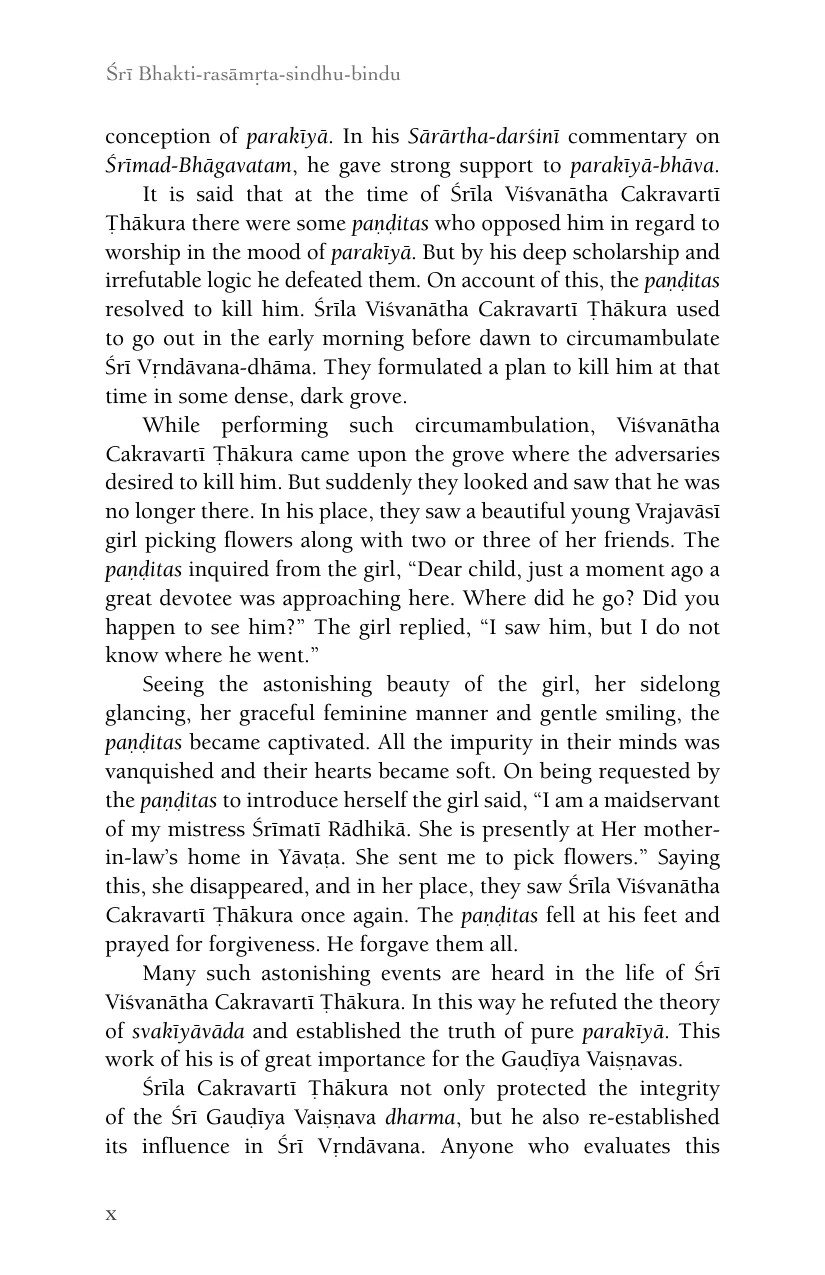 Śrī Bhakti-rasāmṛta-sindhu-bindu
conception of parakīyā. In his Sārārtha-darśinī commentary on
Śrīmad-Bhāgavatam, he gave strong support to parakīyā-bhāva.
It is said that at the time of Śrīla Viśvanātha Cakravartī
Ṭhākura there were some paṇḍitas who opposed him in regard to
worship in the mood of parakīyā. But by his deep scholarship and
irrefutable logic he defeated them. On account of this, the paṇḍitas
resolved to kill him. Śrīla Viśvanātha Cakravartī Ṭhākura used
to go out in the early morning before dawn to circumambulate
Śrī Vṛndāvana-dhāma. They formulated a plan to kill him at that
time in some dense, dark grove.
While performing such circumambulation, Viśvanātha
Cakravartī Ṭhākura came upon the grove where the adversaries
desired to kill him. But suddenly they looked and saw that he was
no longer there. In his place, they saw a beautiful young Vrajavāsī
girl picking flowers along with two or three of her friends. The
paṇḍitas inquired from the girl, “Dear child, just a moment ago a
great devotee was approaching here. Where did he go? Did you
happen to see him?” The girl replied, “I saw him, but I do not
know where he went.”
Seeing the astonishing beauty of the girl, her sidelong
glancing, her graceful feminine manner and gentle smiling, the
paṇḍitas became captivated. All the impurity in their minds was
vanquished and their hearts became soft. On being requested by
the paṇḍitas to introduce herself the girl said, “I am a maidservant
of my mistress Śrīmatī Rādhikā. She is presently at Her mother-
in-law’s home in Yāvaṭa. She sent me to pick flowers.” Saying
this, she disappeared, and in her place, they saw Śrīla Viśvanātha
Cakravartī Ṭhākura once again. The paṇḍitas fell at his feet and
prayed for forgiveness. He forgave them all.
Many such astonishing events are heard in the life of Śrī
Viśvanātha Cakravartī Ṭhākura. In this way he refuted the theory
of svakīyāvāda and established the truth of pure parakīyā. This
work of his is of great importance for the Gauḍīya Vaiṣṇavas.
Śrīla Cakravartī Ṭhākura not only protected the integrity
of the Śrī Gauḍīya Vaiṣṇava dharma, but he also re-established
its influence in Śrī Vṛndāvana. Anyone who evaluates this
x